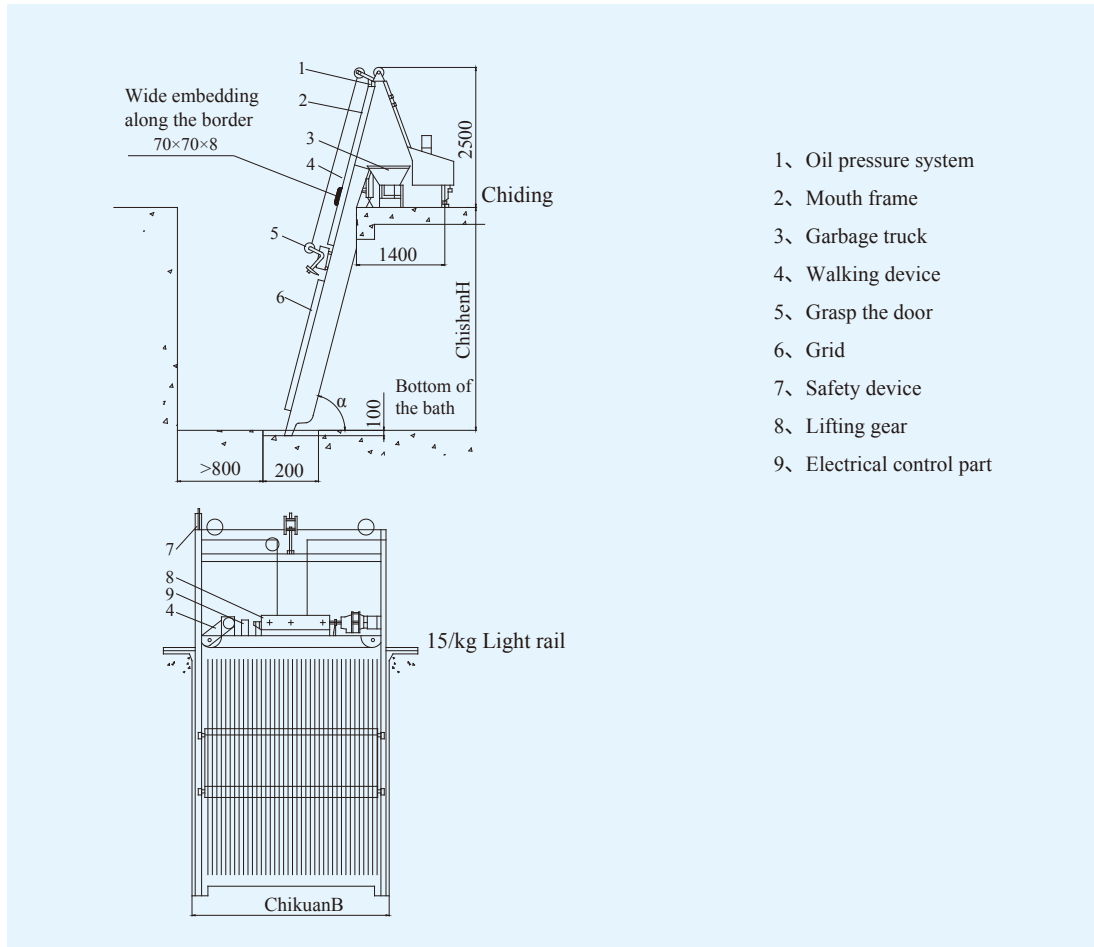 1
Wide embedding
along the border
70×70×8
2
3
4
2500
Chiding
5
1400
6
ChishenH
α
Bottom of
the bath
100
>800
200
1、Oil pressure system
2、Mouth frame
3、Garbage truck
4、Walking device
5、Grasp the door
6、Grid
7、Safety device
8、Lifting gear
9、Electrical control part
7
8
9
4
15/kg Light rail
ChikuanB